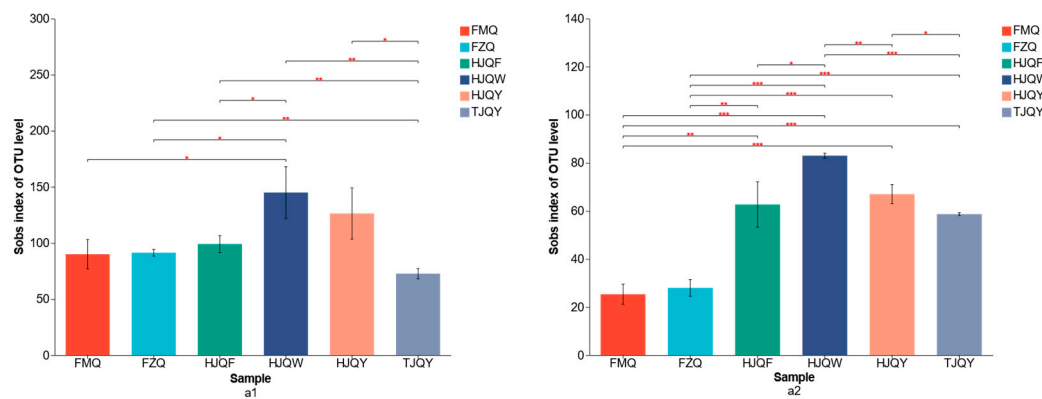 300
250
200
150
100
50
0
Sobs index of OTU level
*
**
**
*
**
*
*
FMQ
FZQ
HJQF
HJQW
HJQY
TJQY
FMQ FZQ HJQF HJQW HJQY TJQY
Sample
a1
140
120
100
80
60
40
20
0
Sobs index of OTU level
*
**
***
*
***
***
***
**
***
***
**
***
FMQ
FZQ
HJQF
HJQW
HJQY
TJQY
FMQ FZQ HJQF HJQW HJQY TJQY
Sample
a2